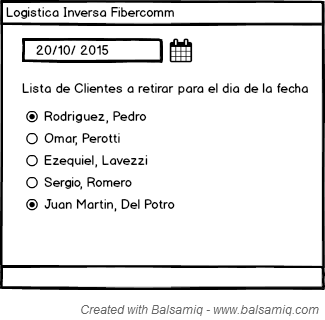 Logistica Inversa Fibercomm
20/10/ 2015
Lista de Clientes a retirar para el dia de la fecha
Rodriguez, Pedro
Omar, Perotti
Ezequiel, Lavezzi
Sergio, Romero
Juan Martin, Del Potro
Created with Balsamiq - www.balsamiq.com